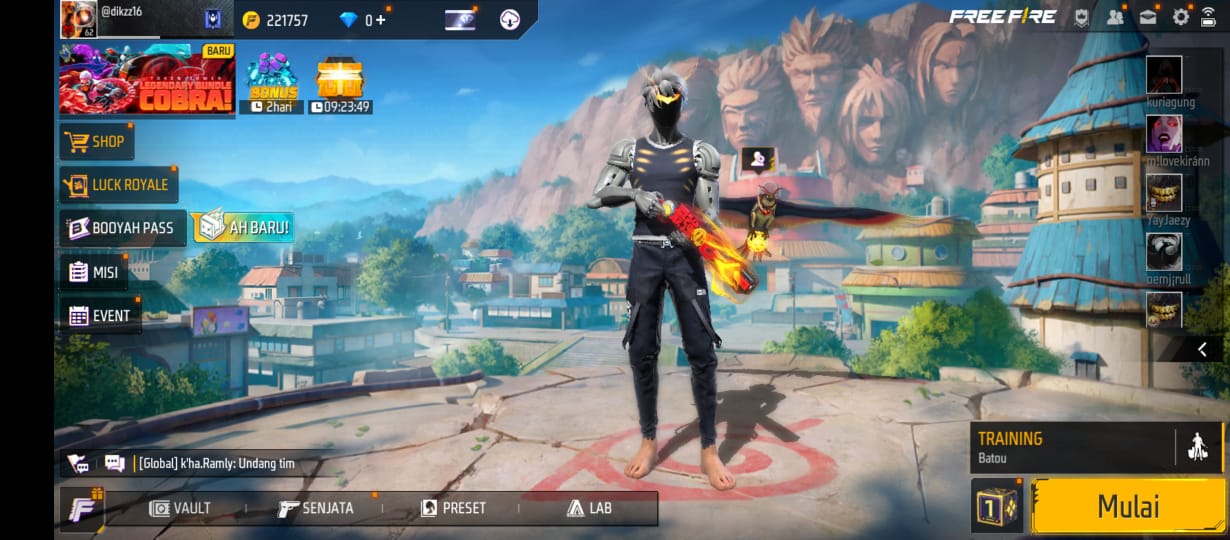 @dikzz16
62
221757
0+
FREE FIRE
BARU
LEGENDARY BUNDLE
COBRA!
BONUS
2hari
09:23:49
SHOP
LUCK ROYALE
BOOYAH PASS
AH BARU!
MISI
EVENT
kuriagung
m!lovekiránn
YayJaezy
[Global] k'ha.Ramly: Undang tim
VAULT
SENJATA
PRESET
LAB
TRAINING
Batou
1
Mulai